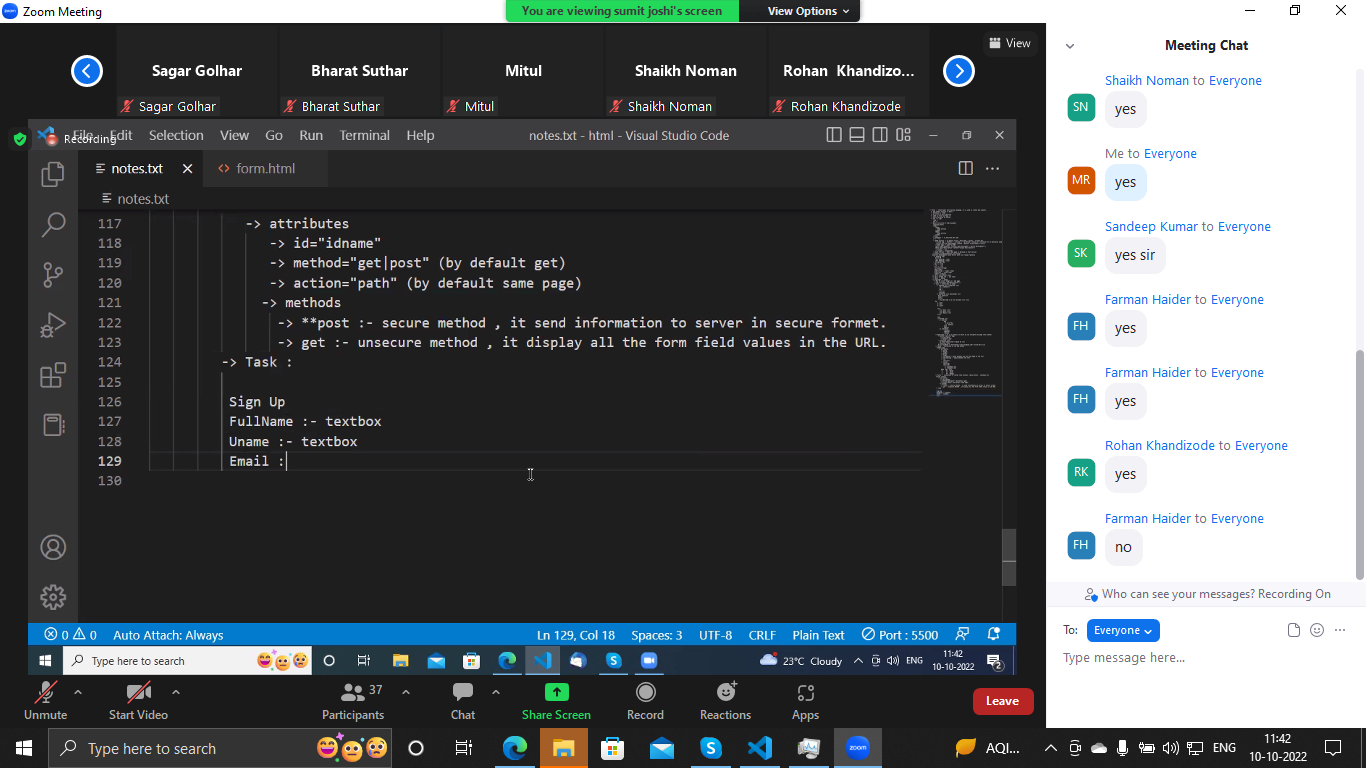 Zoom Meeting
You are viewing sumit joshi's screen
View Options
View
Sagar Golhar
Bharat Suthar
Mitul
Shaikh Noman
Rohan Khandizo...
Sagar Golhar
Bharat Suthar
Mitul
Shaikh Noman
Rohan Khandizode
Recording
File Edit Selection View Go Run Terminal Help
notes.txt - html - Visual Studio Code
notes.txt
form.html
notes.txt
117 -> attributes
118 -> id="idname"
119 -> method="get|post" (by default get)
120 -> action="path" (by default same page)
121 -> methods
122 -> **post :- secure method , it send information to server in secure formet.
123 -> get :- unsecure method , it display all the form field values in the URL.
124 -> Task :
125
126 Sign Up
127 FullName :- textbox
128 Uname :- textbox
129 Email :
130
0 0 Auto Attach: Always
Ln 129, Col 18 Spaces: 3 UTF-8 CRLF Plain Text Port : 5500
Type here to search
23°C Cloudy
ENG
11:42
10-10-2022
2
Unmute
Start Video
Participants
37
Chat
Share Screen
Record
Reactions
Apps
Leave
Meeting Chat
Shaikh Noman to Everyone
SN
yes
Me to Everyone
MR
yes
Sandeep Kumar to Everyone
SK
yes sir
Farman Haider to Everyone
FH
yes
Farman Haider to Everyone
FH
yes
Rohan Khandizode to Everyone
RK
yes
Farman Haider to Everyone
FH
no
Who can see your messages? Recording On
To: Everyone
Type message here...
Type here to search
zoom
AQI...
ENG
11:42
10-10-2022